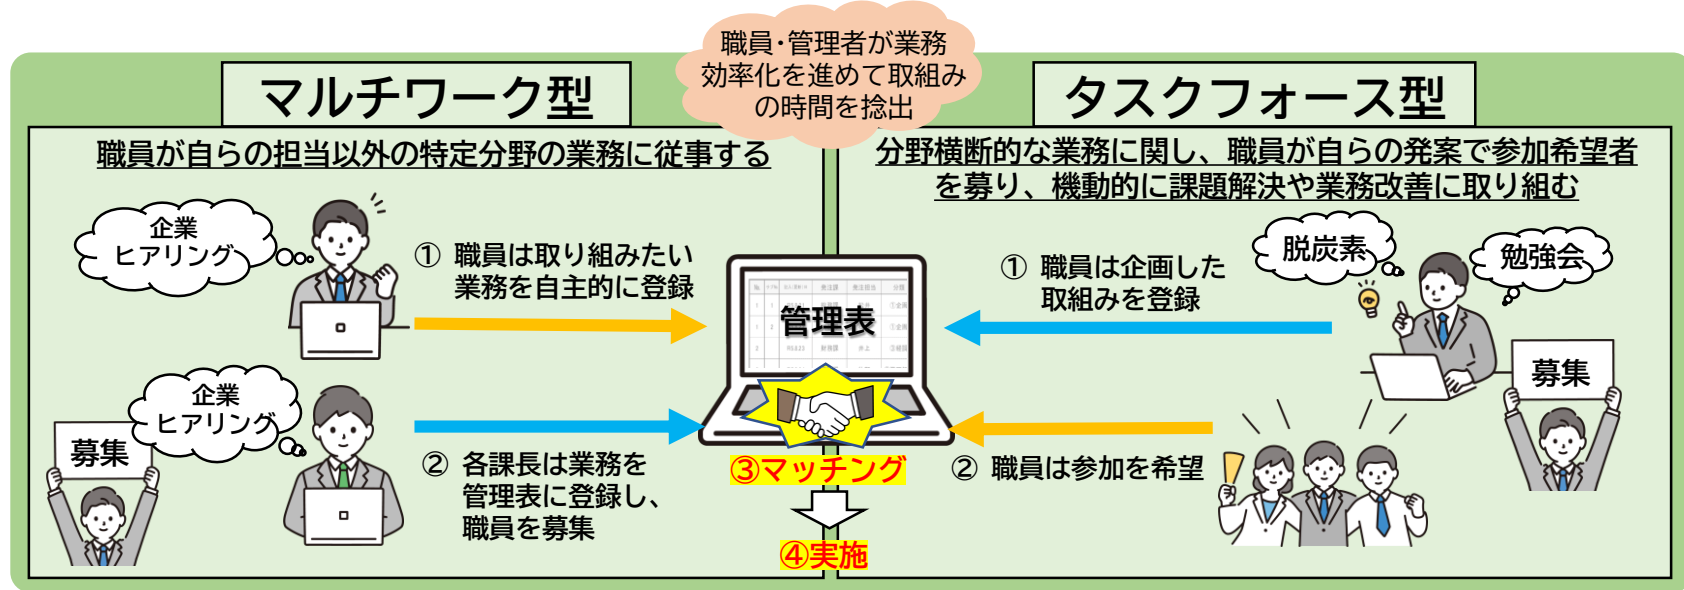 職員・管理者が業務
効率化を進めて取組み
の時間を捻出
マルチワーク型
職員が自らの担当以外の特定分野の業務に従事する
企業
ヒアリング
① 職員は取り組みたい
業務を自主的に登録
企業
ヒアリング
募集
② 各課長は業務を
管理表に登録し、
職員を募集
管理表
③マッチング
④実施
タスクフォース型
分野横断的な業務に関し、職員が自らの発案で参加希望者
を募り、機動的に課題解決や業務改善に取り組む
脱炭素
勉強会
① 職員は企画した
取組みを登録
募集
② 職員は参加を希望